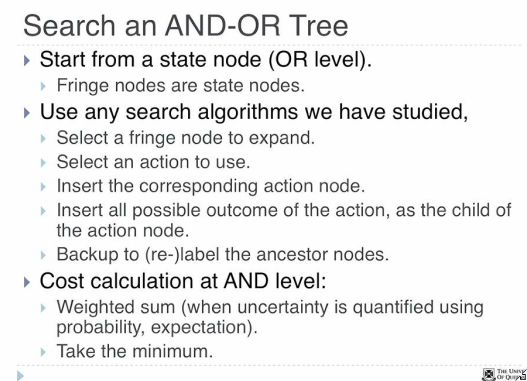 Search an AND-OR Tree
Start from a state node (OR level).
Fringe nodes are state nodes.
Use any search algorithms we have studied,
Select a fringe node to expand.
Select an action to use.
Insert the corresponding action node.
Insert all possible outcome of the action, as the child of
the action node.
Backup to (re-)label the ancestor nodes.
Cost calculation at AND level:
Weighted sum (when uncertainty is quantified using
probability, expectation).
Take the minimum.
THE
OF